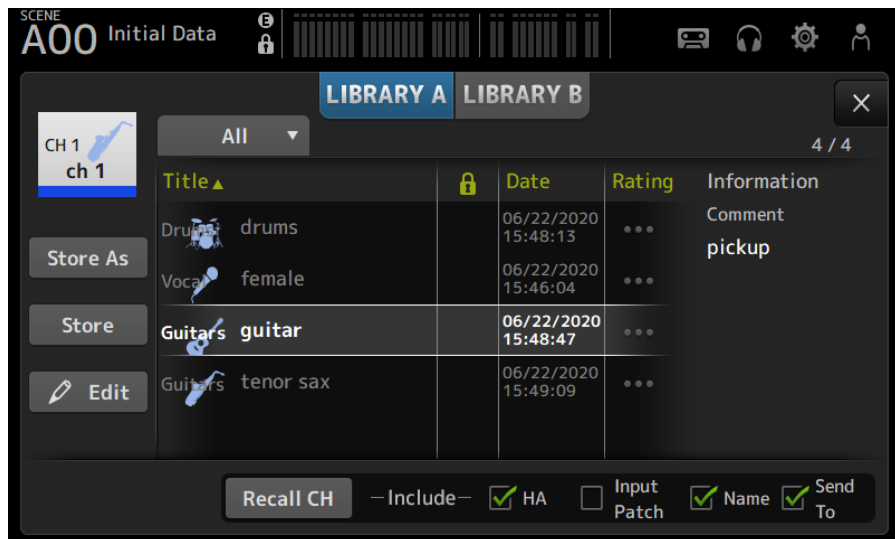 SCENE
A00 Initial Data
E
LIBRARY A LIBRARY B
CH 1
ch 1
All
4 / 4
Title Date Rating Information
Drums drums 06/22/2020
15:48:13
Comment
pickup
Store As
Vocal female 06/22/2020
15:46:04
Store
Guitars guitar 06/22/2020
15:48:47
Edit
Guitars tenor sax 06/22/2020
15:49:09
Recall CH Include HA Input
Patch Name Send
To